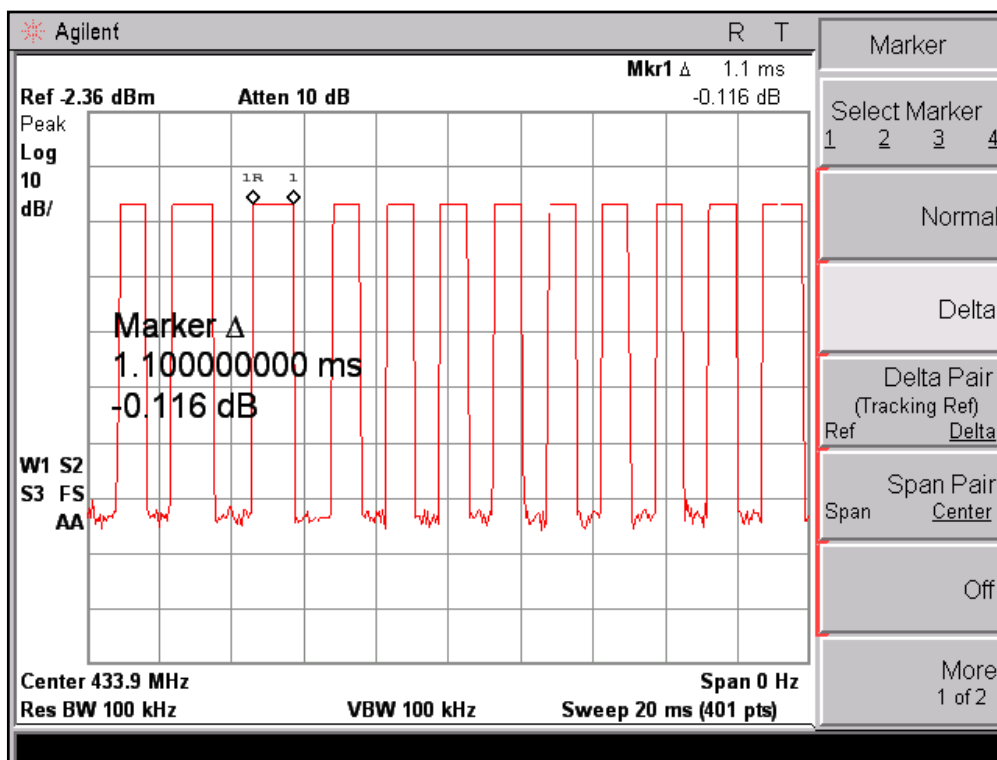 Agilent R T
Mkr1 Δ 1.1 ms
Ref -2.36 dBm Atten 10 dB -0.116 dB
Peak
Log
10
dB/
1R 1
Marker Δ
1.100000000 ms
-0.116 dB
W1 S2
S3 FS
AA
Center 433.9 MHz Span 0 Hz
Res BW 100 kHz VBW 100 kHz Sweep 20 ms (401 pts)
Marker
Select Marker
1 2 3 4
Normal
Delta
Delta Pair
(Tracking Ref)
Ref Delta
Span Pair
Span Center
Off
More
1 of 2